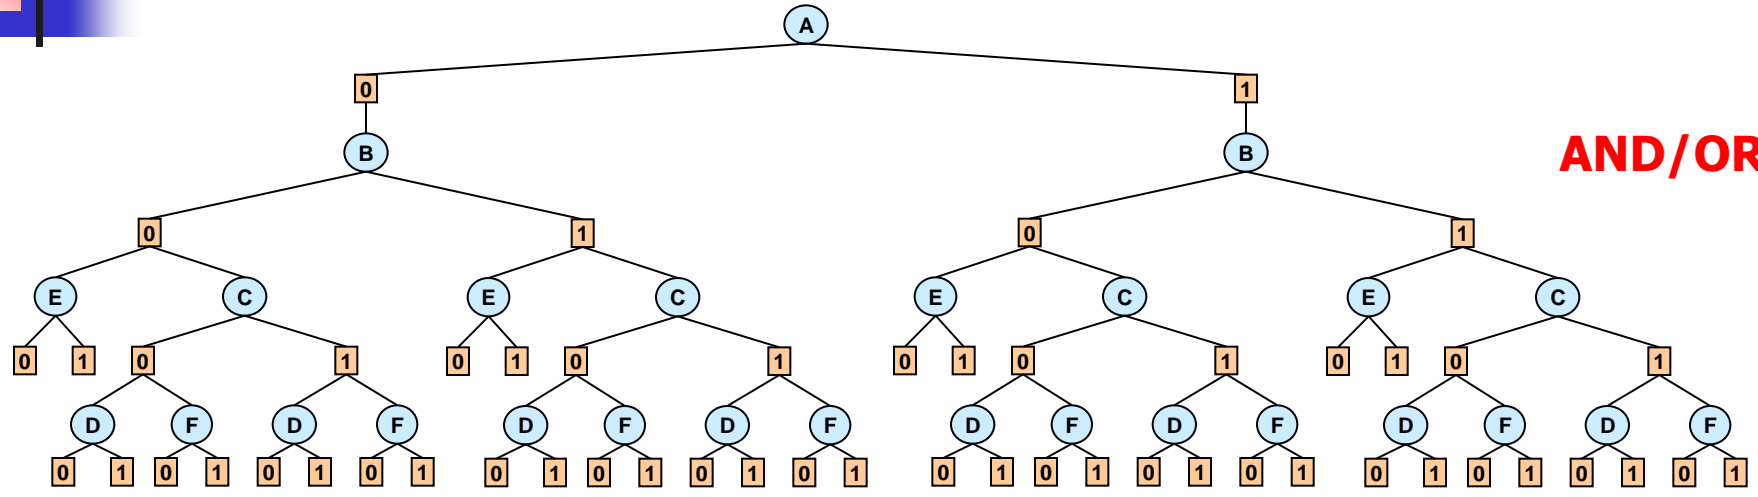 A
0 1
B B
AND/OR
0 1 0 1
E C E C E C E C
0 1 0 1 0 1 0 1 0 1 0 1 0 1 0 1
D F D F D F D F D F D F D F D F
0 1 0 1 0 1 0 1 0 1 0 1 0 1 0 1 0 1 0 1 0 1 0 1 0 1 0 1 0 1 0 1